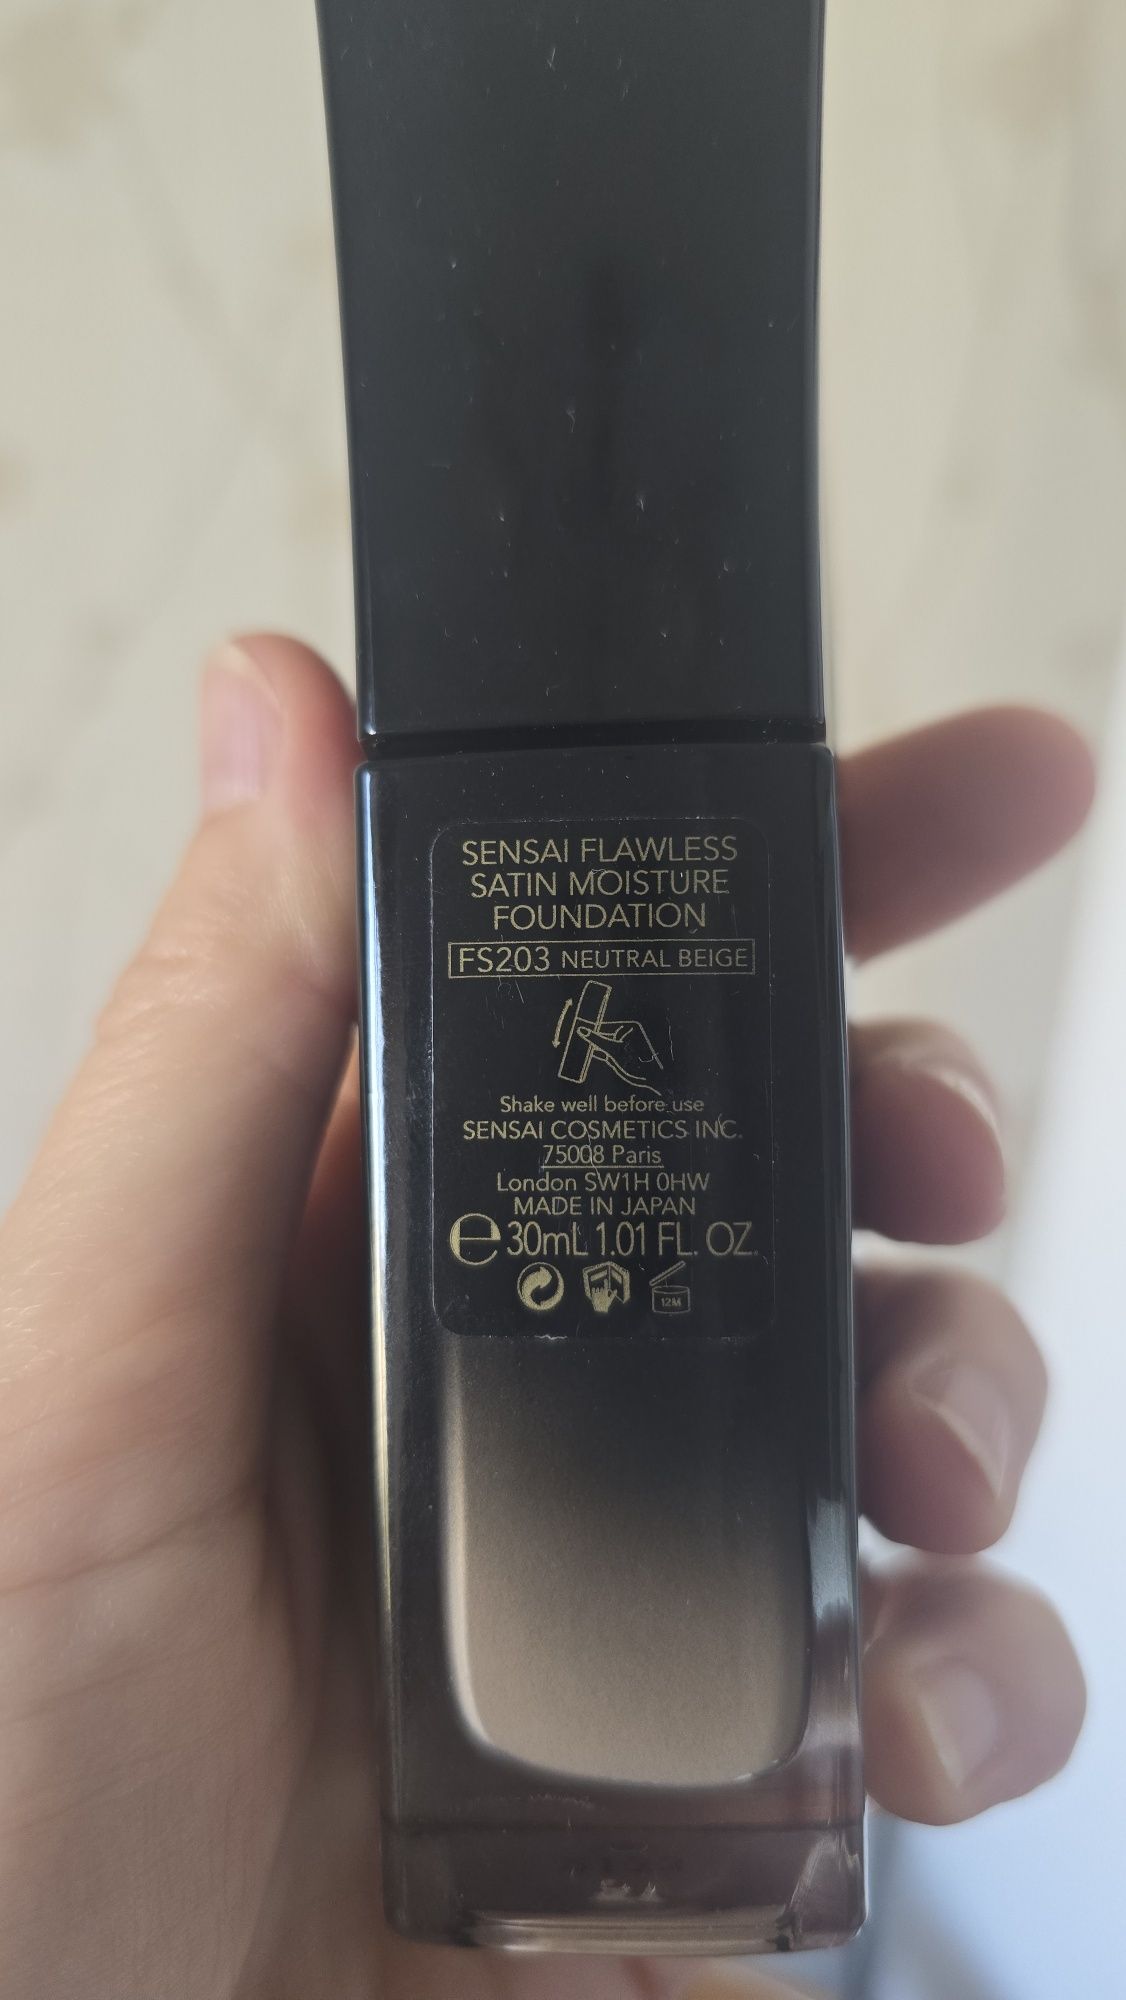 SENSAI FLAWLESS
SATIN MOISTURE
FOUNDATION
FS203 NEUTRAL BEIGE
Shake well before use
SENSAI COSMETICS INC.
75008 Paris
London SW1H 0HW
MADE IN JAPAN
e 30mL 1.01 FL. OZ.
12M